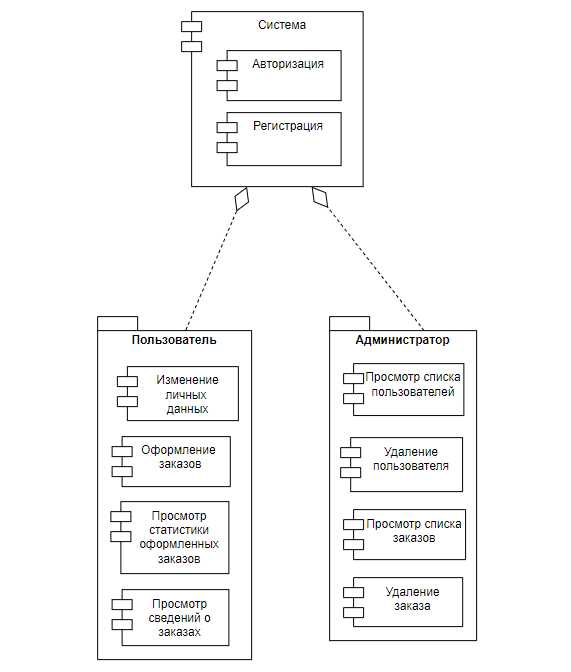 Система
Авторизация
Регистрация
Пользователь
Изменение
личных
данных
Оформление
заказов
Просмотр
статистики
оформленных
заказов
Просмотр
сведений о
заказах
Администратор
Просмотр списка
пользователей
Удаление
пользователя
Просмотр списка
заказов
Удаление
заказа